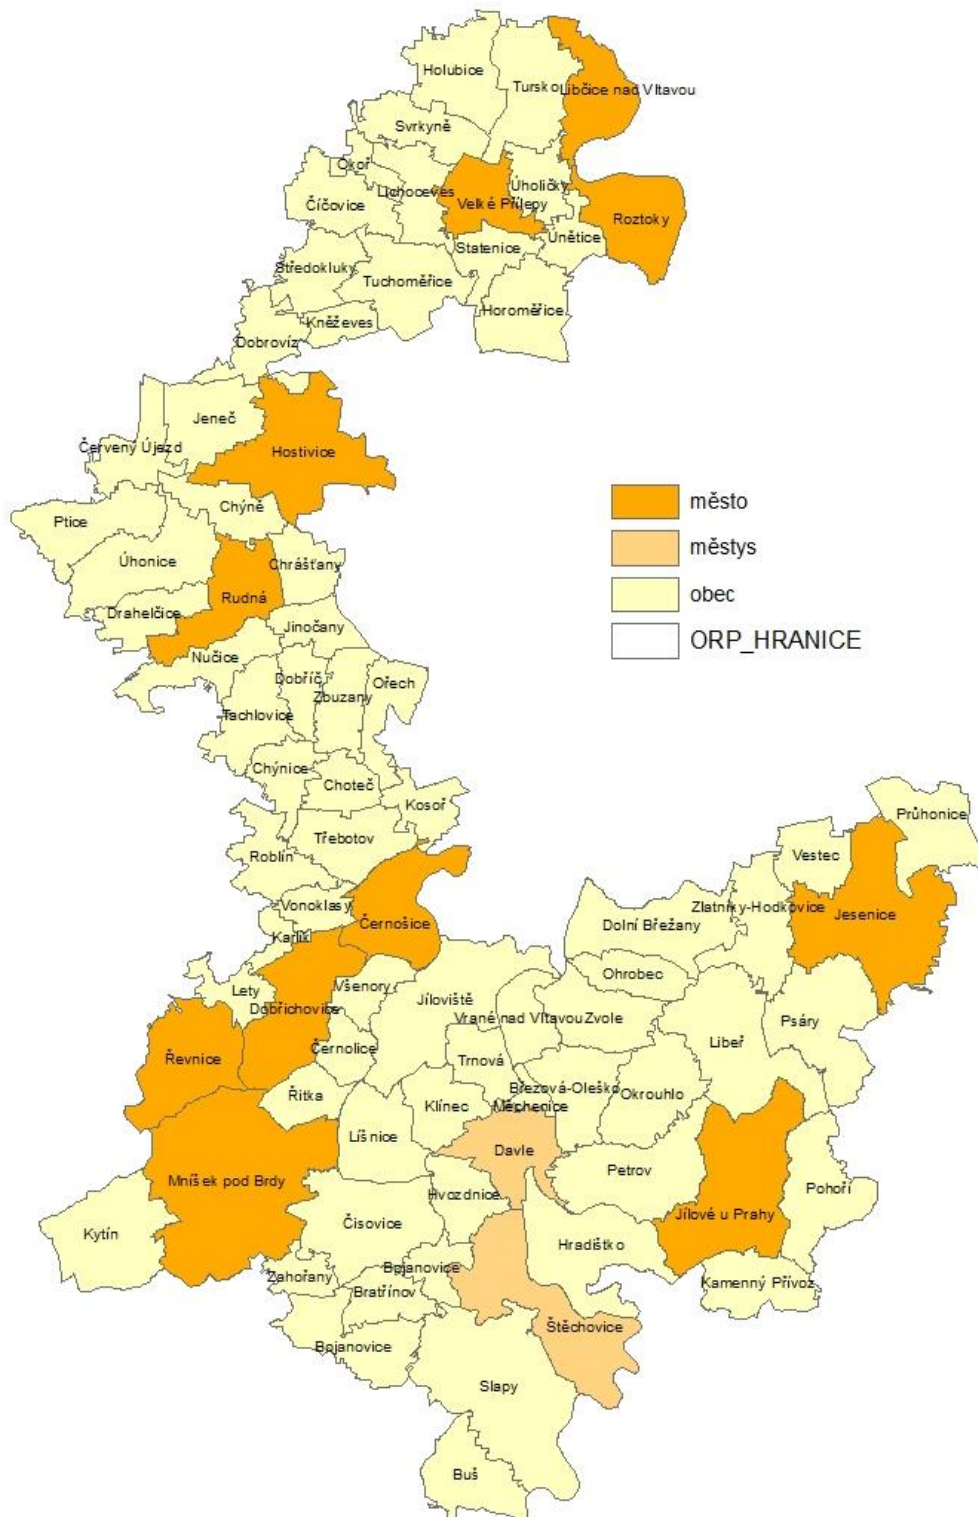 Holubice
Tursko
Libčice nad Vltavou
Svrkyně
Okoř
Lichoceves
Úholičky
Číčovice
Velké Přílepy
Roztoky
Statenice
Únětice
Středokluky
Tuchoměřice
Horoměřice
Kněževes
Dobrovíz
Jeneč
Červený Újezd
Hostivice
město
Chýně
Ptice
městys
Úhonice
Chrášťany
obec
Rudná
Drahelčice
Jinočany
ORP_HRANICE
Nučice
Dobříč
Ořech
Zbuzany
Tachlovice
Chýnice
Choteč
Kosoř
Průhonice
Třebotov
Vestec
Roblín
Vonoklasy
Zlatníky-Hodkovice
Černošice
Jesenice
Dolní Břežany
Karlík
Ohrobec
Všenory
Lety
Jíloviště
Dobřichovice
Vrané nad Vltavou
Zvole
Psáry
Libeř
Černolice
Řevnice
Trnová
Březová-Oleško
Okrouhlo
Řitka
Klínec
Měchenice
Líšnice
Davle
Petrov
Mníšek pod Brdy
Pohoří
Hvozdnice
Jílové u Prahy
Čisovice
Kytín
Hradištko
Bojanovice
Zahořany
Kamenný Přívoz
Bratřínov
Štěchovice
Bojanovice
Slapy
Buš